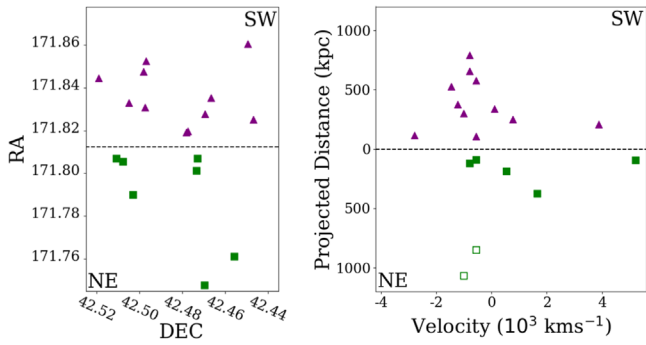 SW
171.86
171.84
171.82
171.80
171.78
171.76
RA
NE
42.52
42.50
42.48
42.46
42.44
DEC
SW
1000
500
0
500
1000
Projected Distance (kpc)
NE
-4
-2
0
2
4
Velocity (10³ kms⁻¹)